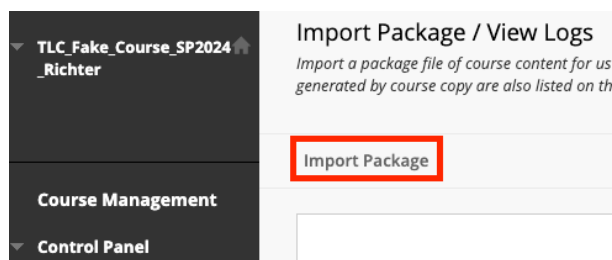 TLC_Fake_Course_SP2024
_Richter
Course Management
Control Panel
Import Package / View Logs
Import a package file of course content for us
generated by course copy are also listed on th
Import Package